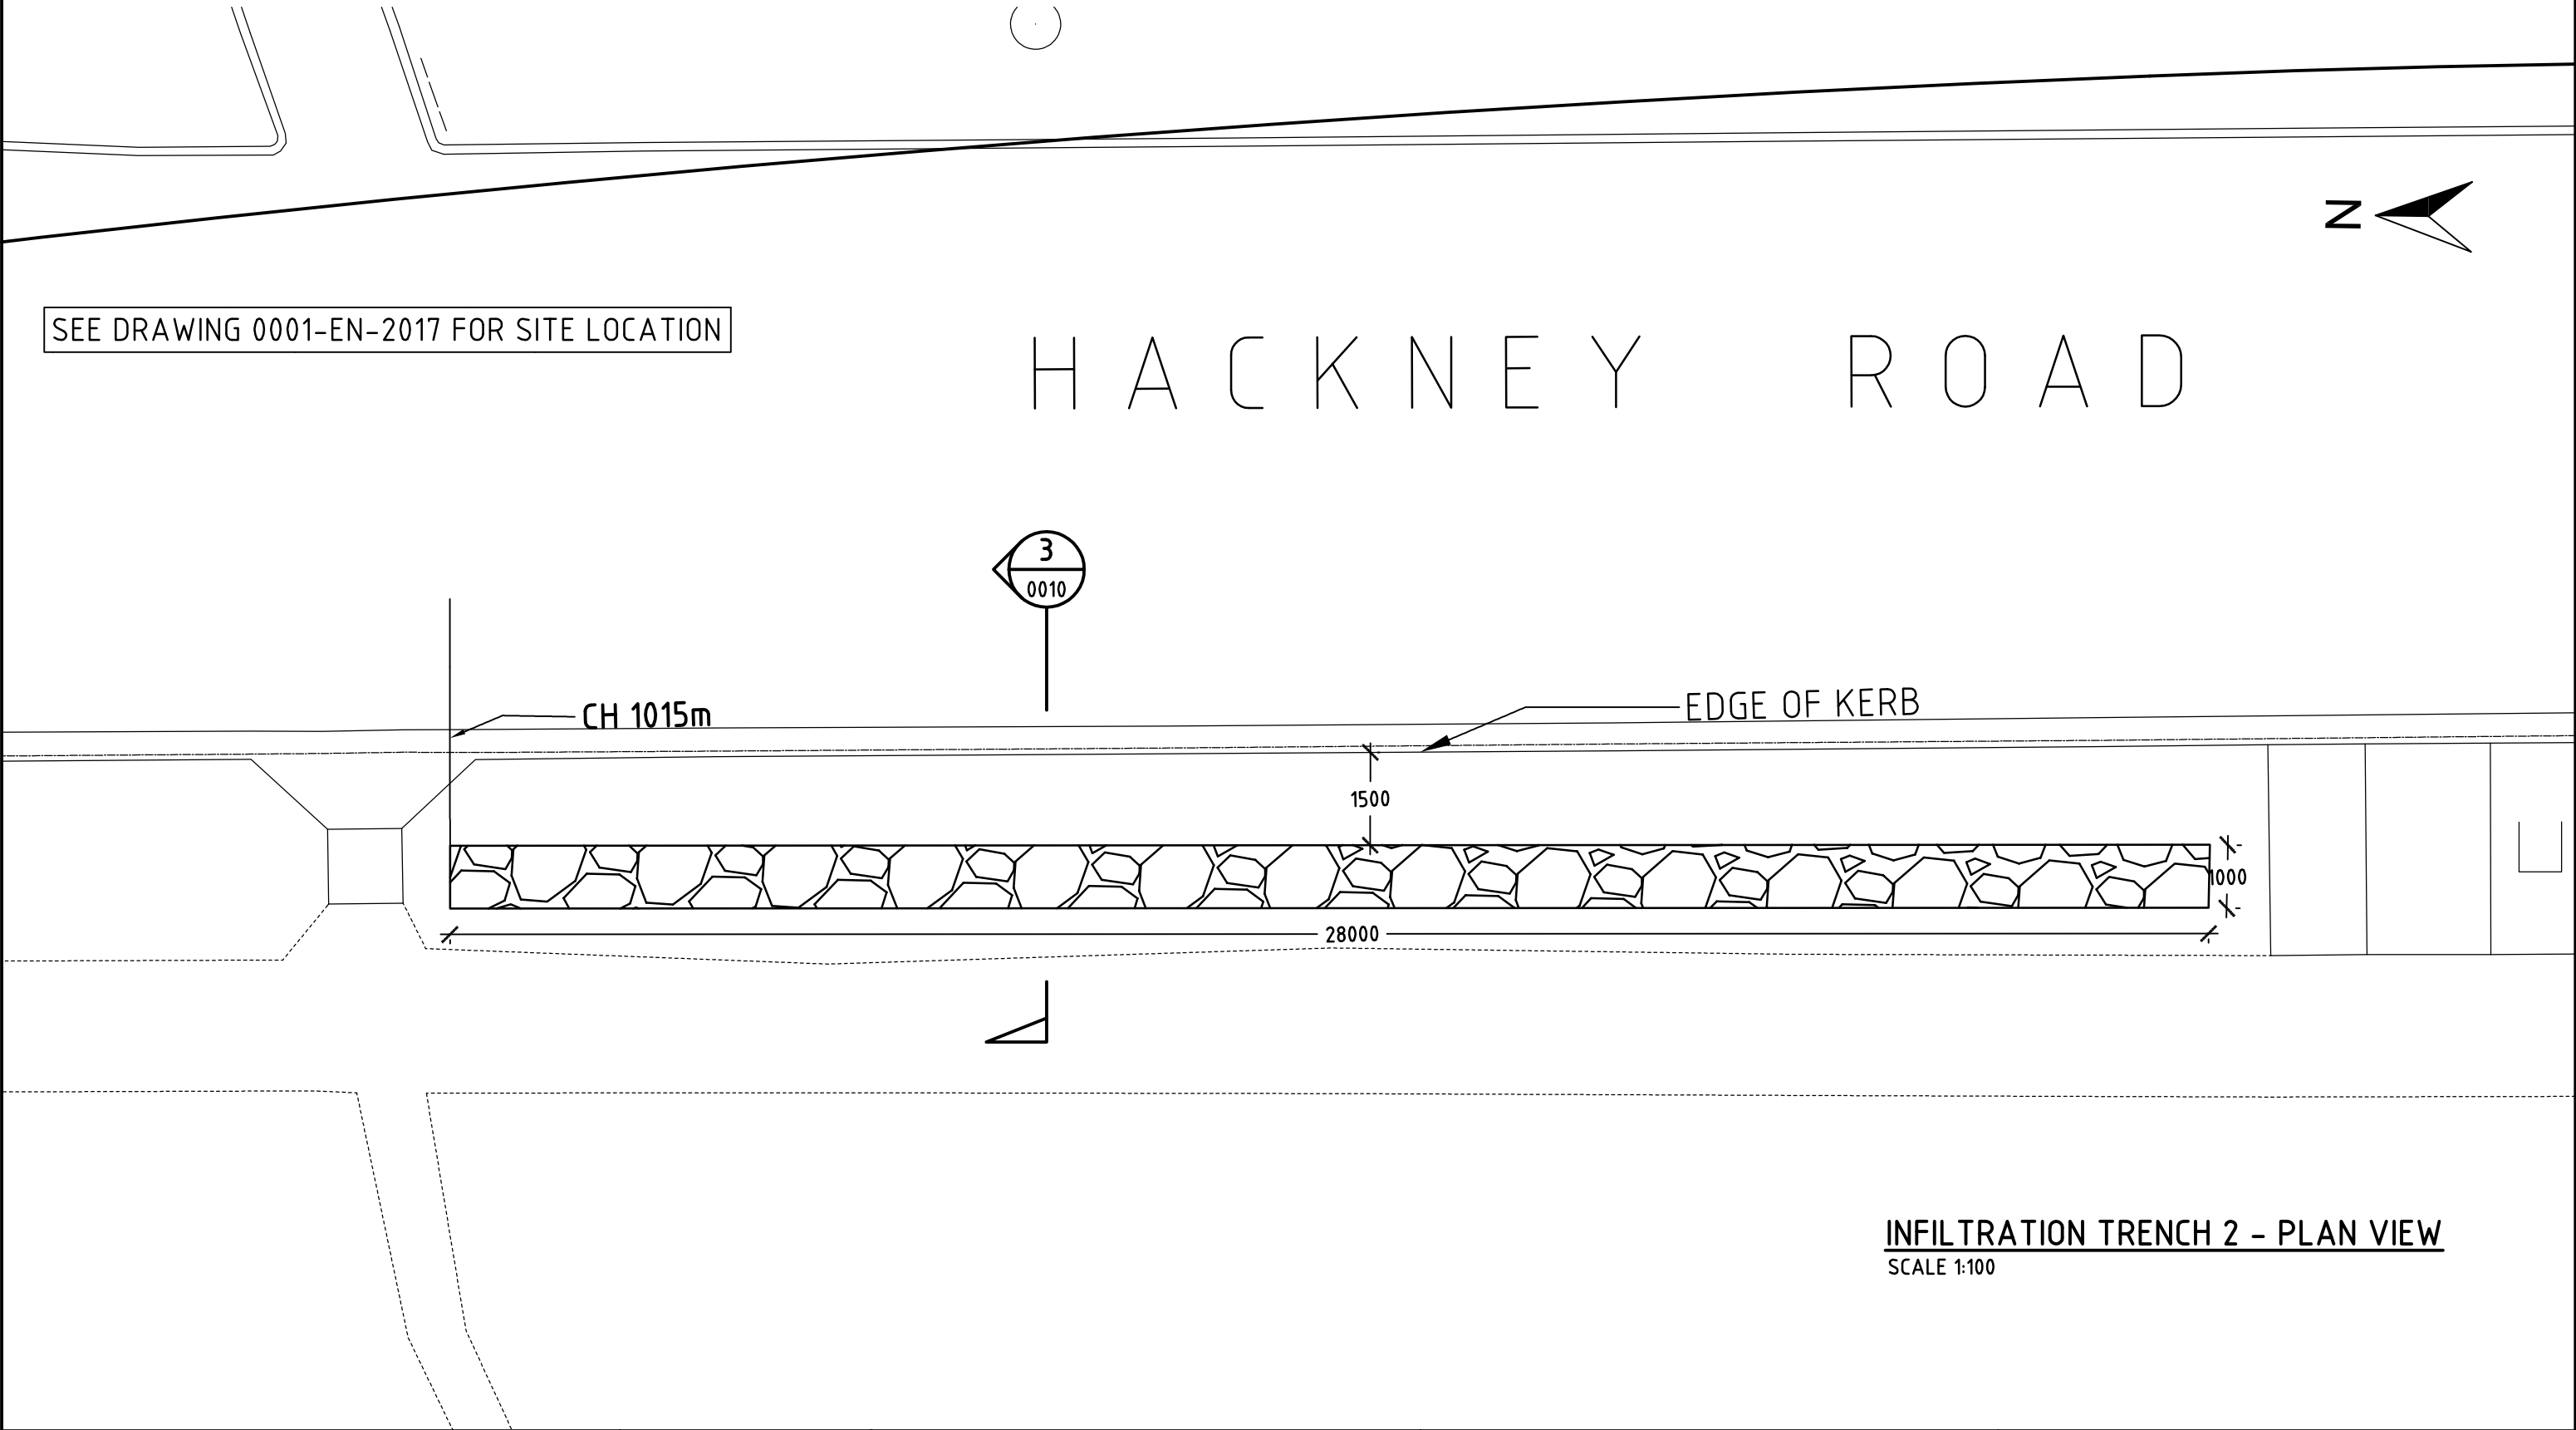 N
SEE DRAWING 0001-EN-2017 FOR SITE LOCATION
HACKNEY ROAD
3
0010
CH 1015m
EDGE OF KERB
1500
1000
28000
INFILTRATION TRENCH 2 - PLAN VIEW
SCALE 1:100